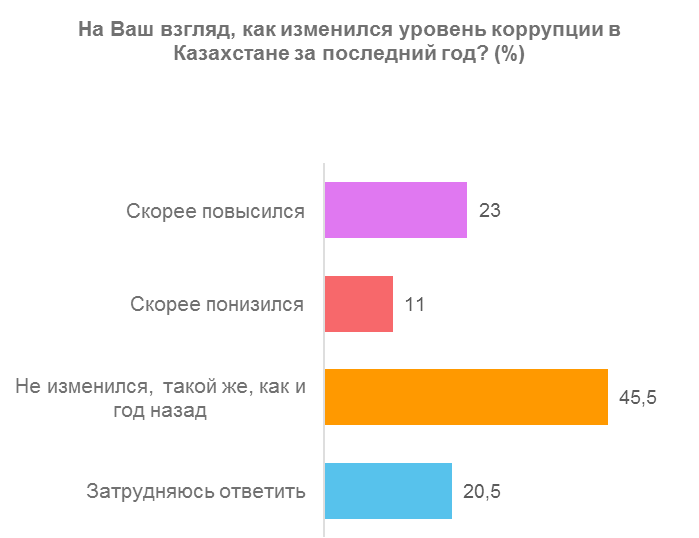 На Ваш взгляд, как изменился уровень коррупции в
Казахстане за последний год? (%)
Скорее повысился
23
Скорее понизился
11
Не изменился, такой же, как и
год назад
45,5
Затрудняюсь ответить
20,5